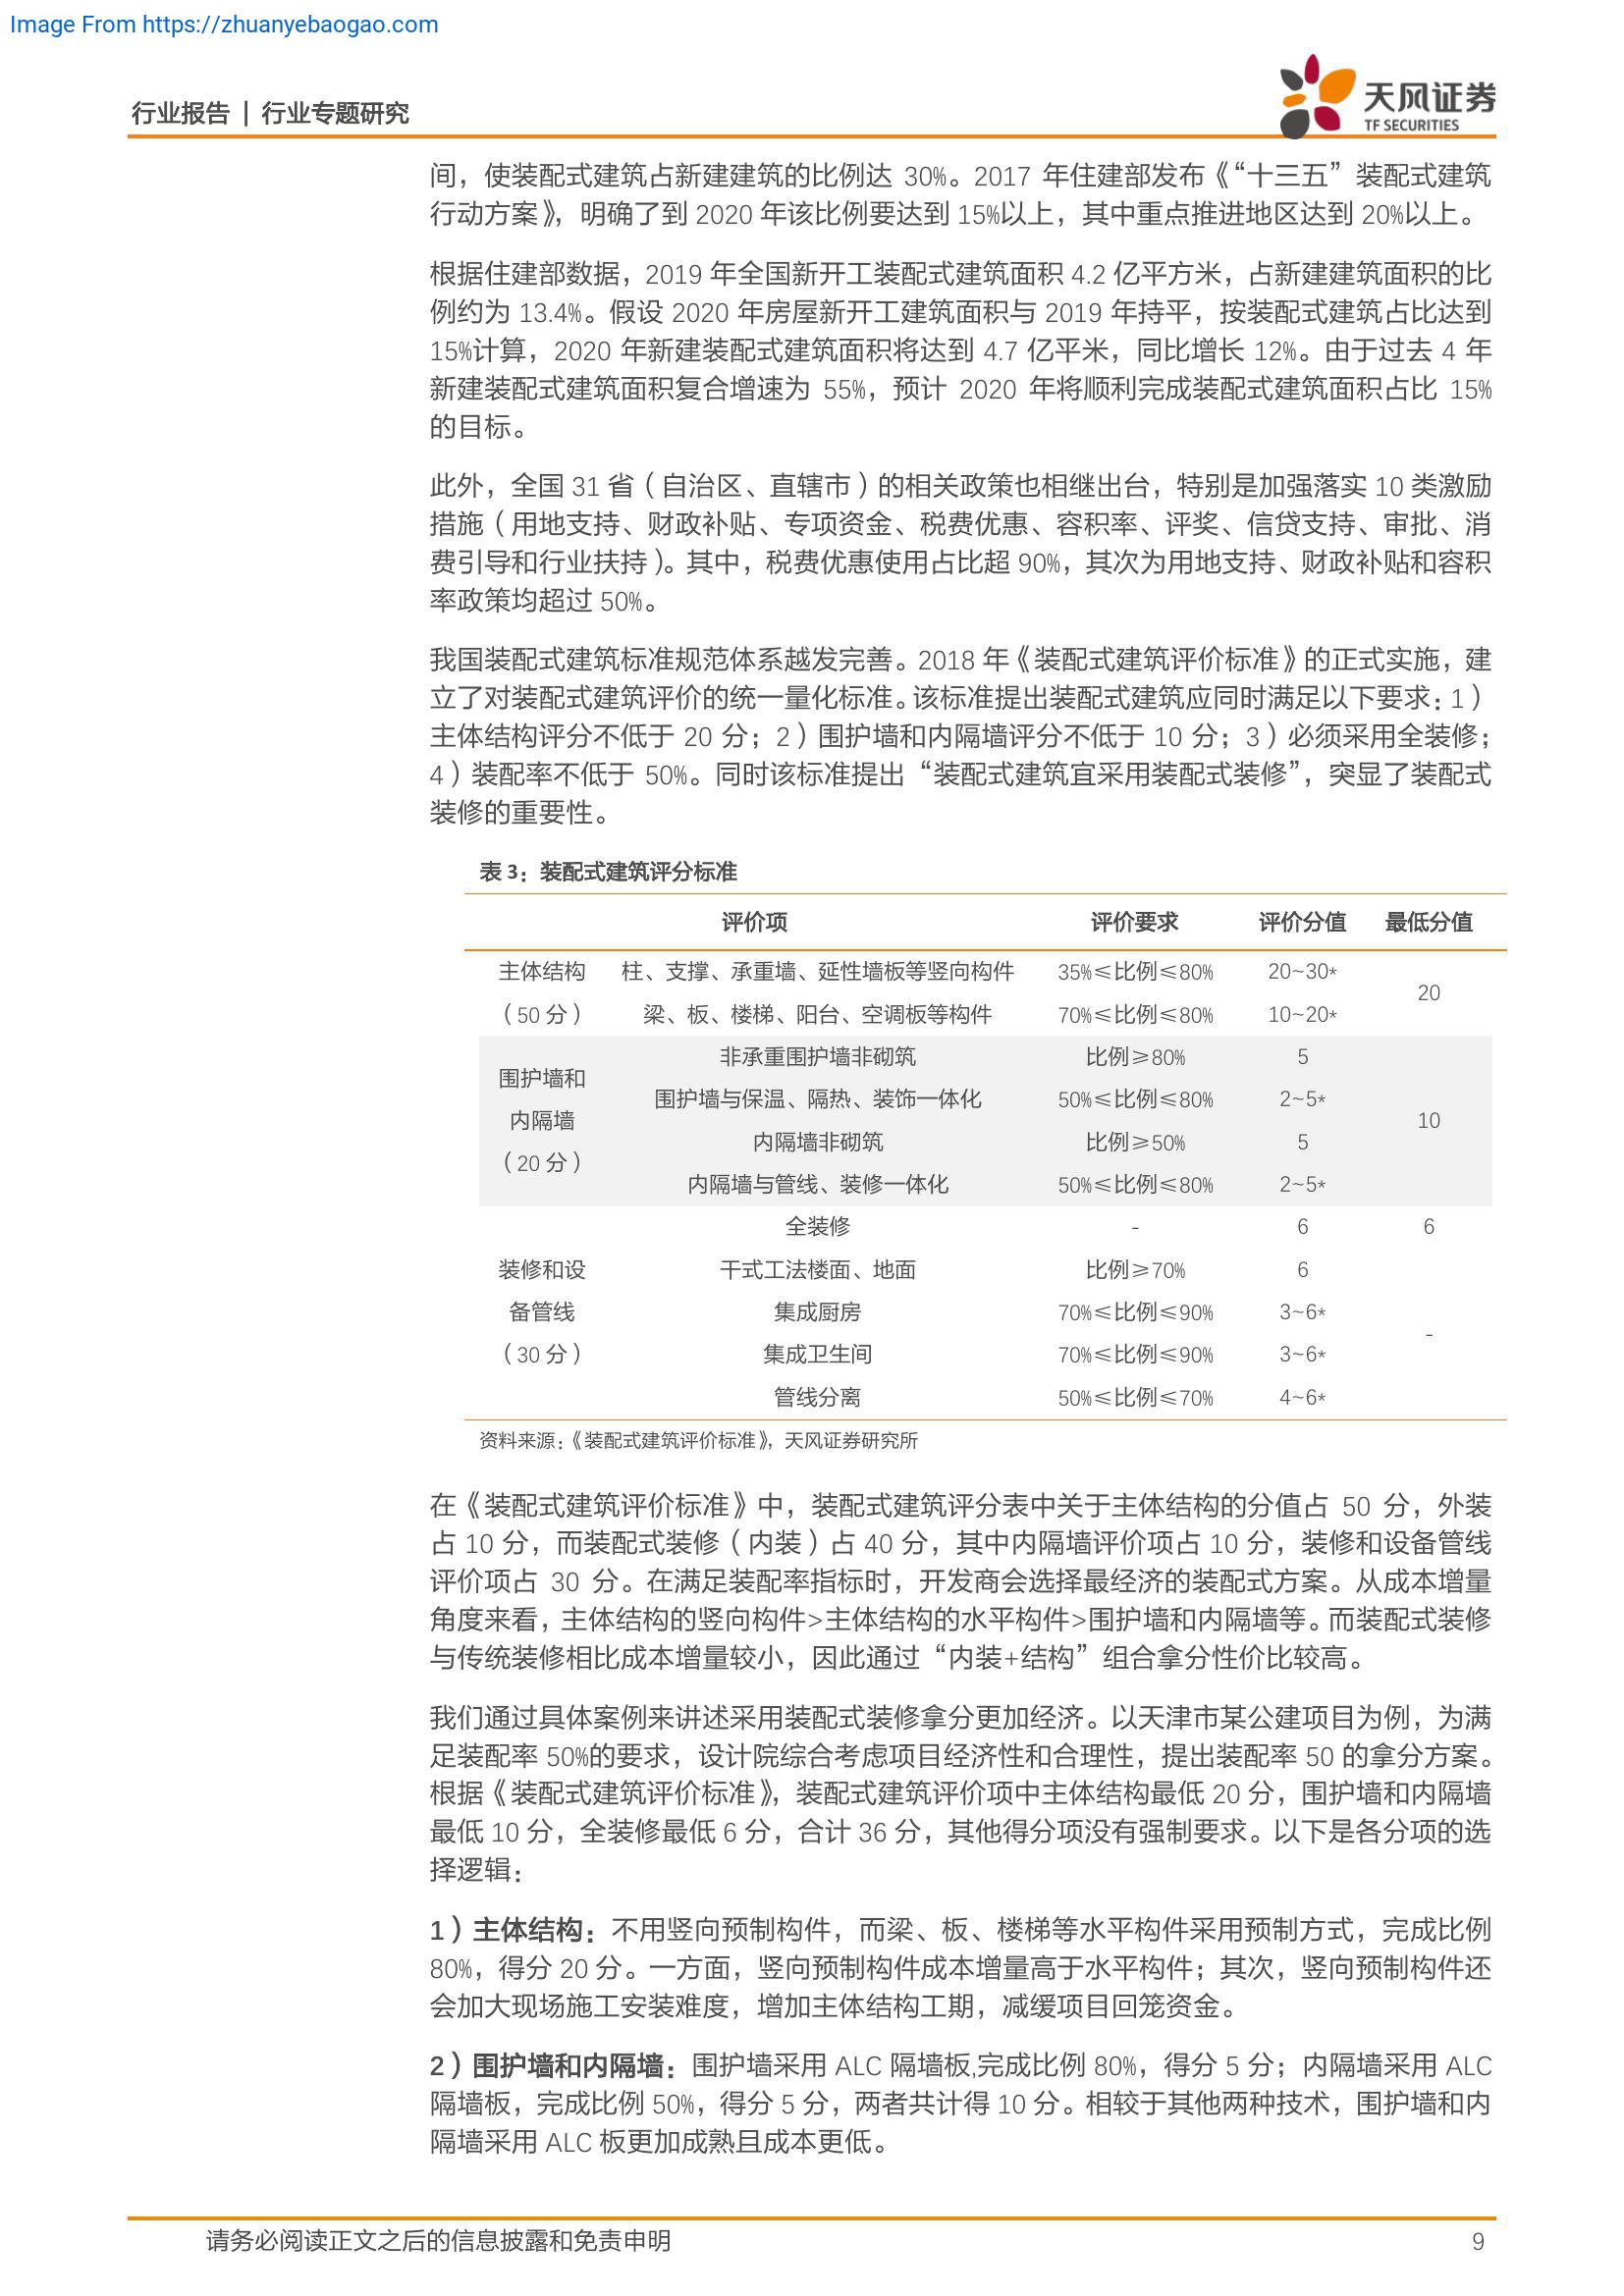 Image From https://zhuanyebaogao.com
行业报告 | 行业专题研究
天风证券
TF SECURITIES
间，使装配式建筑占新建建筑的比例达 30%。2017 年住建部发布《“十三五”装配式建筑
行动方案》，明确了到 2020 年该比例要达到 15%以上，其中重点推进地区达到 20%以上。
根据住建部数据，2019 年全国新开工装配式建筑面积 4.2 亿平方米，占新建建筑面积的比
例约为 13.4%。假设 2020 年房屋新开工建筑面积与 2019 年持平，按装配式建筑占比达到
15%计算，2020 年新建装配式建筑面积将达到 4.7 亿平米，同比增长 12%。由于过去 4 年
新建装配式建筑面积复合增速为 55%，预计 2020 年将顺利完成装配式建筑面积占比 15%
的目标。
此外，全国 31 省（自治区、直辖市）的相关政策也相继出台，特别是加强落实 10 类激励
措施（用地支持、财政补贴、专项资金、税费优惠、容积率、评奖、信贷支持、审批、消
费引导和行业扶持）。其中，税费优惠使用占比超 90%，其次为用地支持、财政补贴和容积
率政策均超过 50%。
我国装配式建筑标准规范体系越发完善。2018 年《装配式建筑评价标准》的正式实施，建
立了对装配式建筑评价的统一量化标准。该标准提出装配式建筑应同时满足以下要求：1）
主体结构评分不低于 20 分；2）围护墙和内隔墙评分不低于 10 分；3）必须采用全装修；
4）装配率不低于 50%。同时该标准提出“装配式建筑宜采用装配式装修”，突显了装配式
装修的重要性。
表 3：装配式建筑评分标准
评价项 评价要求 评价分值 最低分值
主体结构 柱、支撑、承重墙、延性墙板等竖向构件 35%≤比例≤80% 20~30*
20
（50 分） 梁、板、楼梯、阳台、空调板等构件 70%≤比例≤80% 10~20*
非承重围护墙非砌筑 比例≥80% 5
围护墙和
围护墙与保温、隔热、装饰一体化 50%≤比例≤80% 2~5*
内隔墙 10
内隔墙非砌筑 比例≥50% 5
（20 分）
内隔墙与管线、装修一体化 50%≤比例≤80% 2~5*
全装修 - 6 6
装修和设 干式工法楼面、地面 比例≥70% 6
备管线 集成厨房 70%≤比例≤90% 3~6*
-
（30 分） 集成卫生间 70%≤比例≤90% 3~6*
管线分离 50%≤比例≤70% 4~6*
资料来源：《装配式建筑评价标准》，天风证券研究所
在《装配式建筑评价标准》中，装配式建筑评分表中关于主体结构的分值占 50 分，外装
占 10 分，而装配式装修（内装）占 40 分，其中内隔墙评价项占 10 分，装修和设备管线
评价项占 30 分。在满足装配率指标时，开发商会选择最经济的装配式方案。从成本增量
角度来看，主体结构的竖向构件>主体结构的水平构件>围护墙和内隔墙等。而装配式装修
与传统装修相比成本增量较小，因此通过“内装+结构”组合拿分性价比较高。
我们通过具体案例来讲述采用装配式装修拿分更加经济。以天津市某公建项目为例，为满
足装配率 50%的要求，设计院综合考虑项目经济性和合理性，提出装配率 50 的拿分方案。
根据《装配式建筑评价标准》，装配式建筑评价项中主体结构最低 20 分，围护墙和内隔墙
最低 10 分，全装修最低 6 分，合计 36 分，其他得分项没有强制要求。以下是各分项的选
择逻辑：
1）主体结构：不用竖向预制构件，而梁、板、楼梯等水平构件采用预制方式，完成比例
80%，得分 20 分。一方面，竖向预制构件成本增量高于水平构件；其次，竖向预制构件还
会加大现场施工安装难度，增加主体结构工期，减缓项目回笼资金。
2）围护墙和内隔墙：围护墙采用 ALC 隔墙板,完成比例 80%，得分 5 分；内隔墙采用 ALC
隔墙板，完成比例 50%，得分 5 分，两者共计得 10 分。相较于其他两种技术，围护墙和内
隔墙采用 ALC 板更加成熟且成本更低。
请务必阅读正文之后的信息披露和免责申明 9